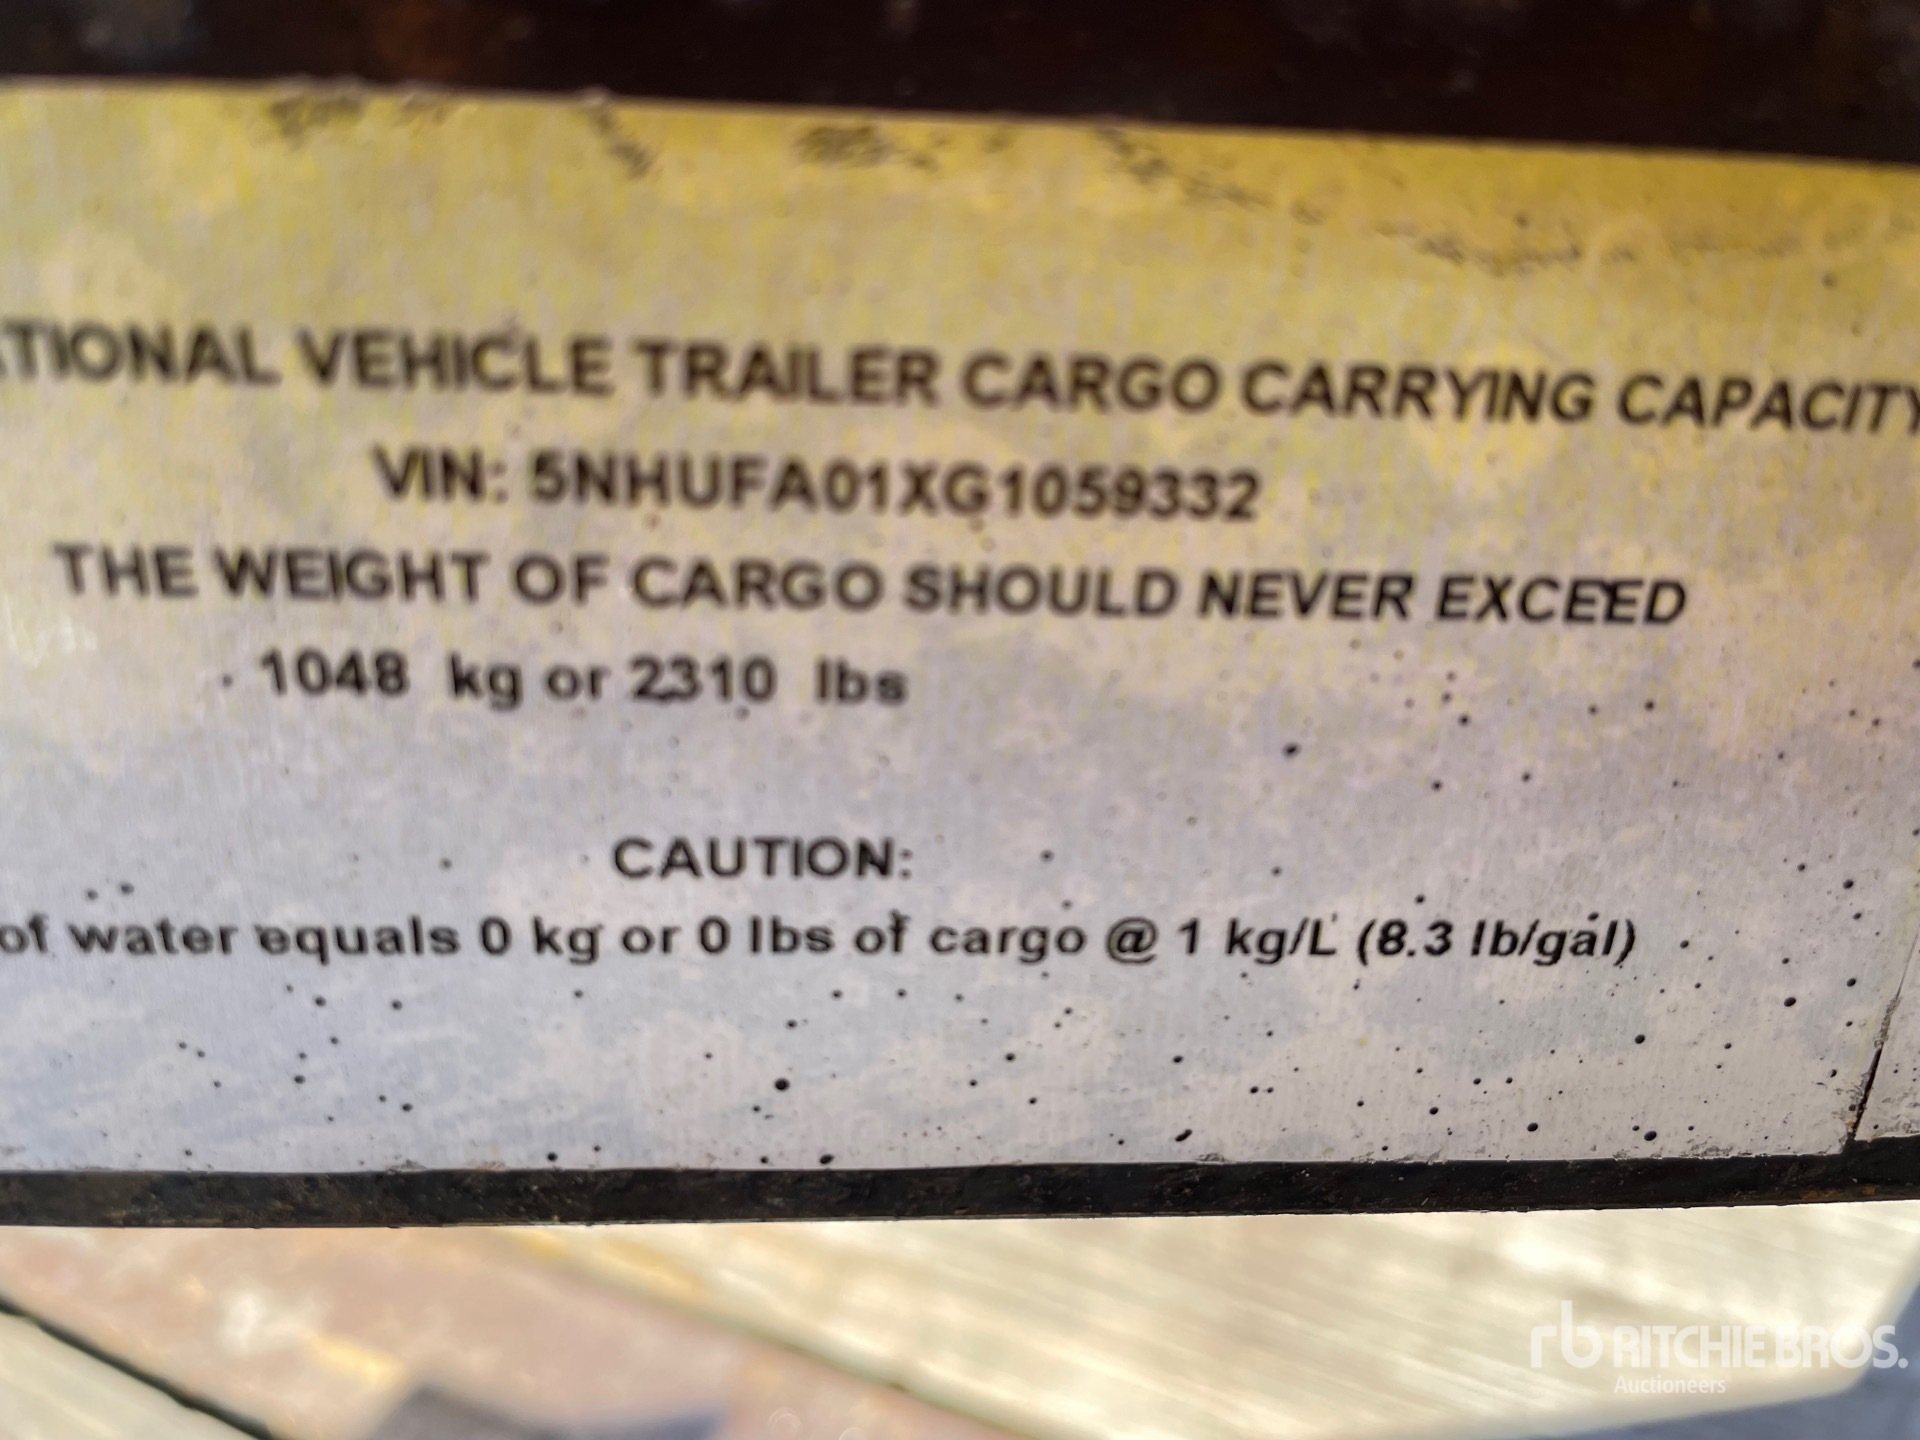 ATIONAL VEHICLE TRAILER CARGO CARRYING CAPACITY
VIN: 5NHUFA01XG1059332
THE WEIGHT OF CARGO SHOULD NEVER EXCEED
1048 kg or 2310 lbs
CAUTION:
of water equals 0 kg or 0 lbs of cargo @ 1 kg/L (8.3 lb/gal)
rb RITCHIE BROS.
Auctioneers